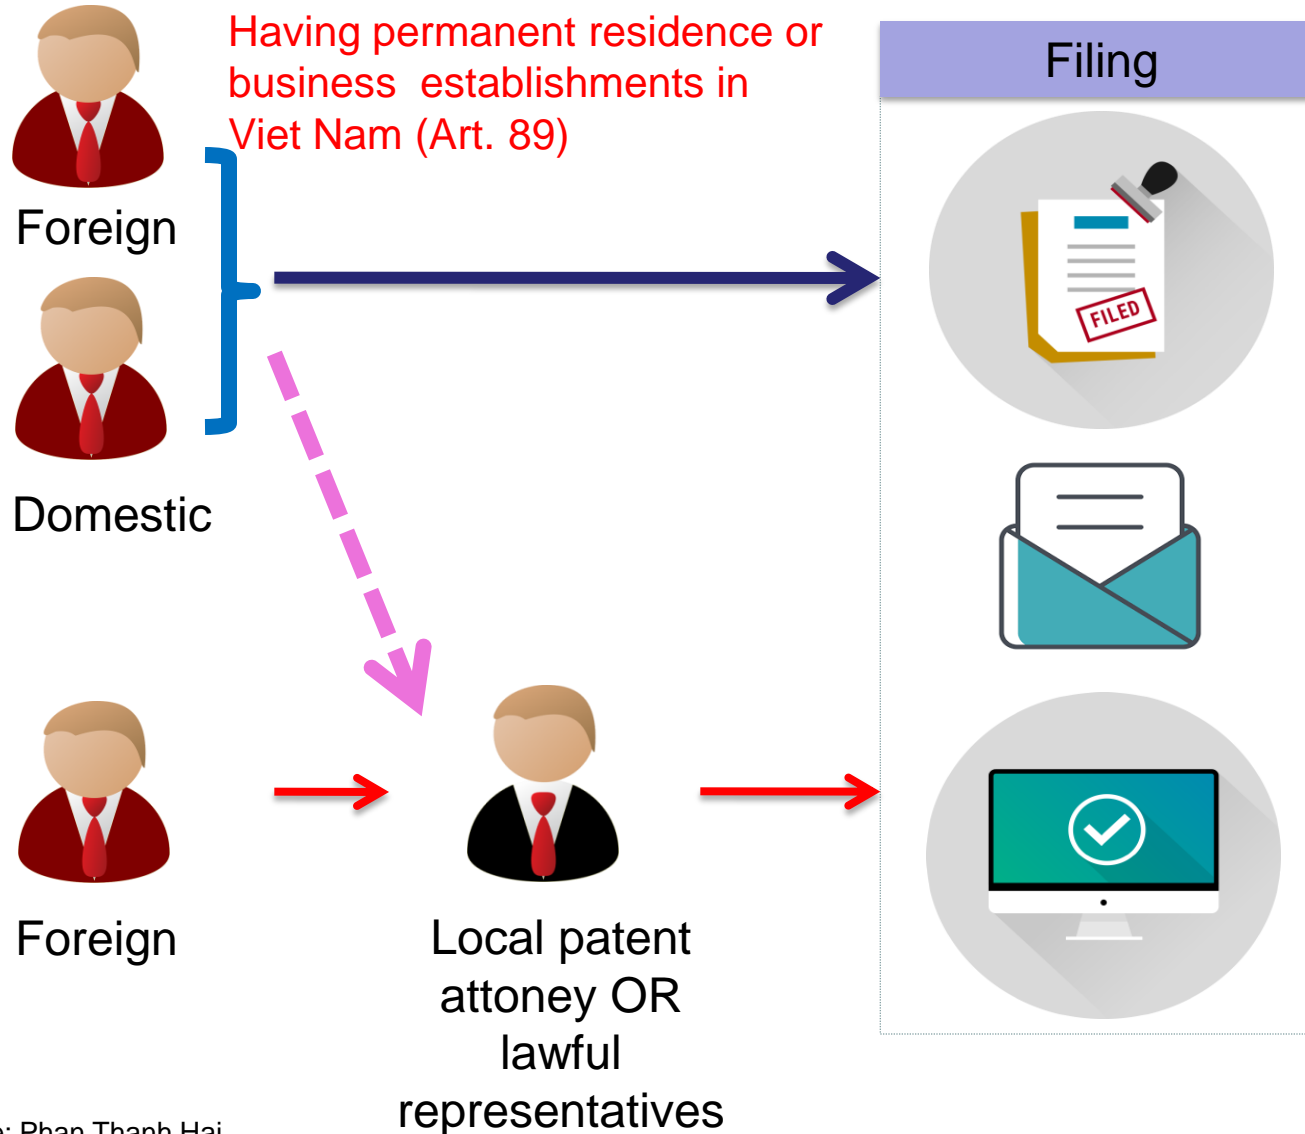 Having permanent residence or
business establishments in
Viet Nam (Art. 89)
Filing
Foreign
FILED
Domestic
Foreign
Local patent
attoney OR
lawful
representatives
: Phan Thanh Hai